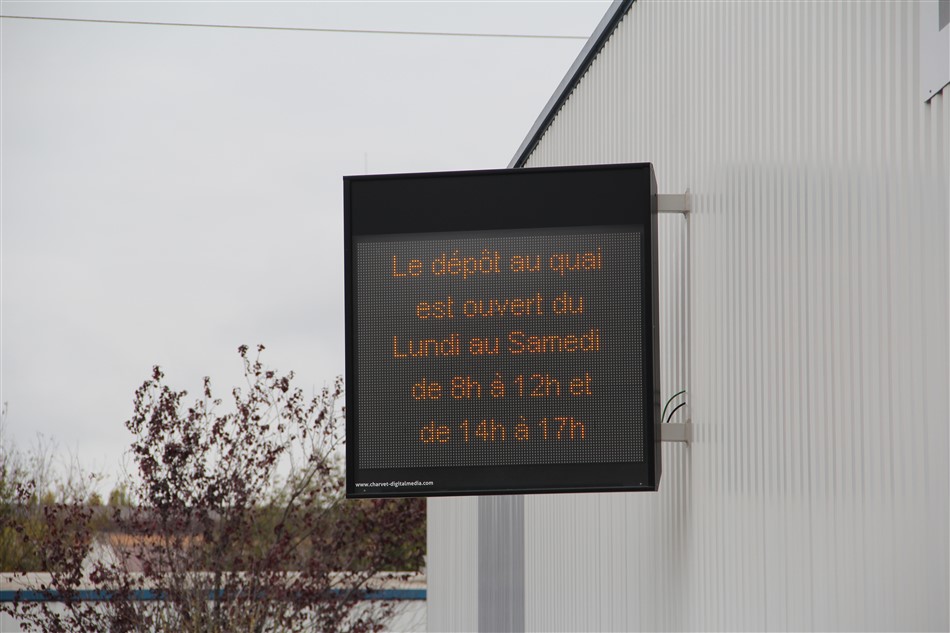 Le dépôt au quai
est ouvert du
Lundi au Samedi
de 8h à 12h et
de 14h à 17h
www.charvet-digitalmedia.com